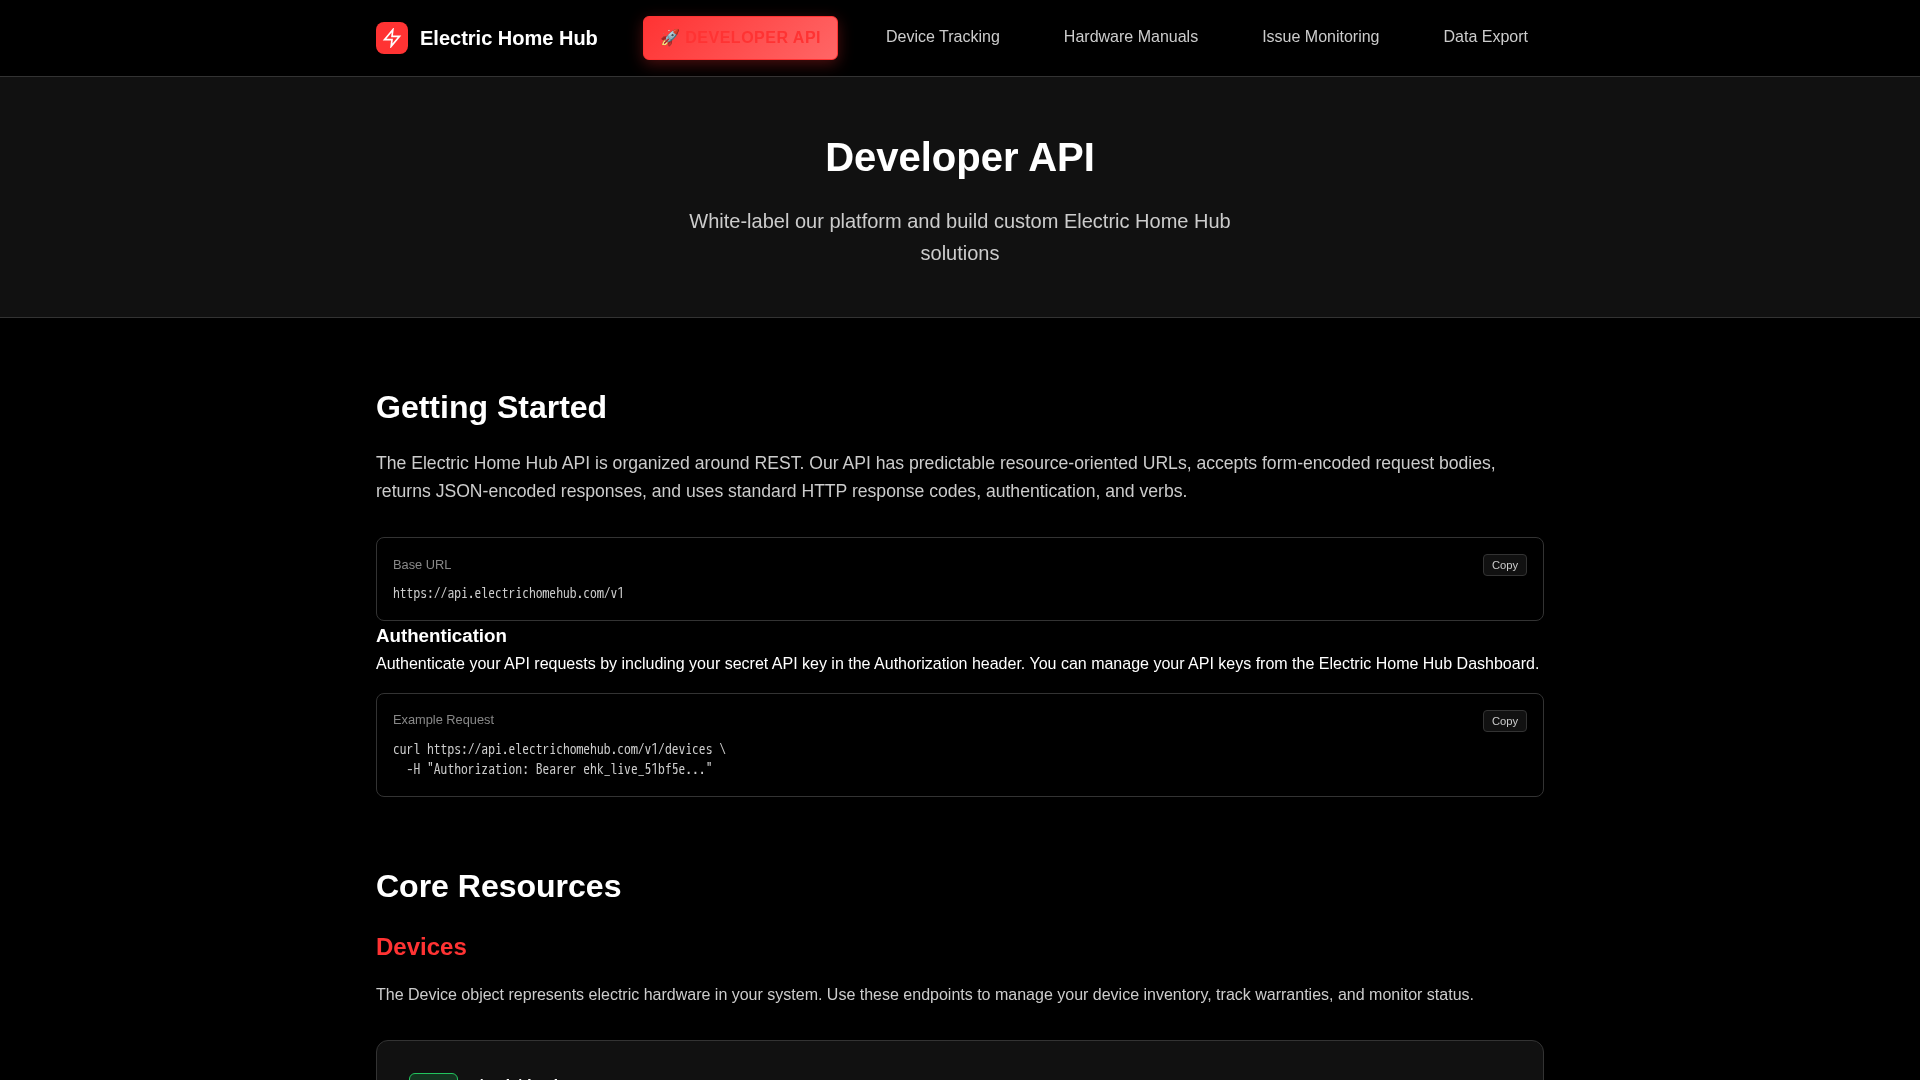 Electric Home Hub
🚀 DEVELOPER API
Device Tracking
Hardware Manuals
Issue Monitoring
Data Export
Developer API
White-label our platform and build custom Electric Home Hub
solutions
Getting Started
The Electric Home Hub API is organized around REST. Our API has predictable resource-oriented URLs, accepts form-encoded request bodies,
returns JSON-encoded responses, and uses standard HTTP response codes, authentication, and verbs.
Base URL
Copy
https://api.electrichomehub.com/v1
Authentication
Authenticate your API requests by including your secret API key in the Authorization header. You can manage your API keys from the Electric Home Hub Dashboard.
Example Request
Copy
curl https://api.electrichomehub.com/v1/devices \
  -H "Authorization: Bearer ehk_live_51bf5e..."
Core Resources
Devices
The Device object represents electric hardware in your system. Use these endpoints to manage your device inventory, track warranties, and monitor status.